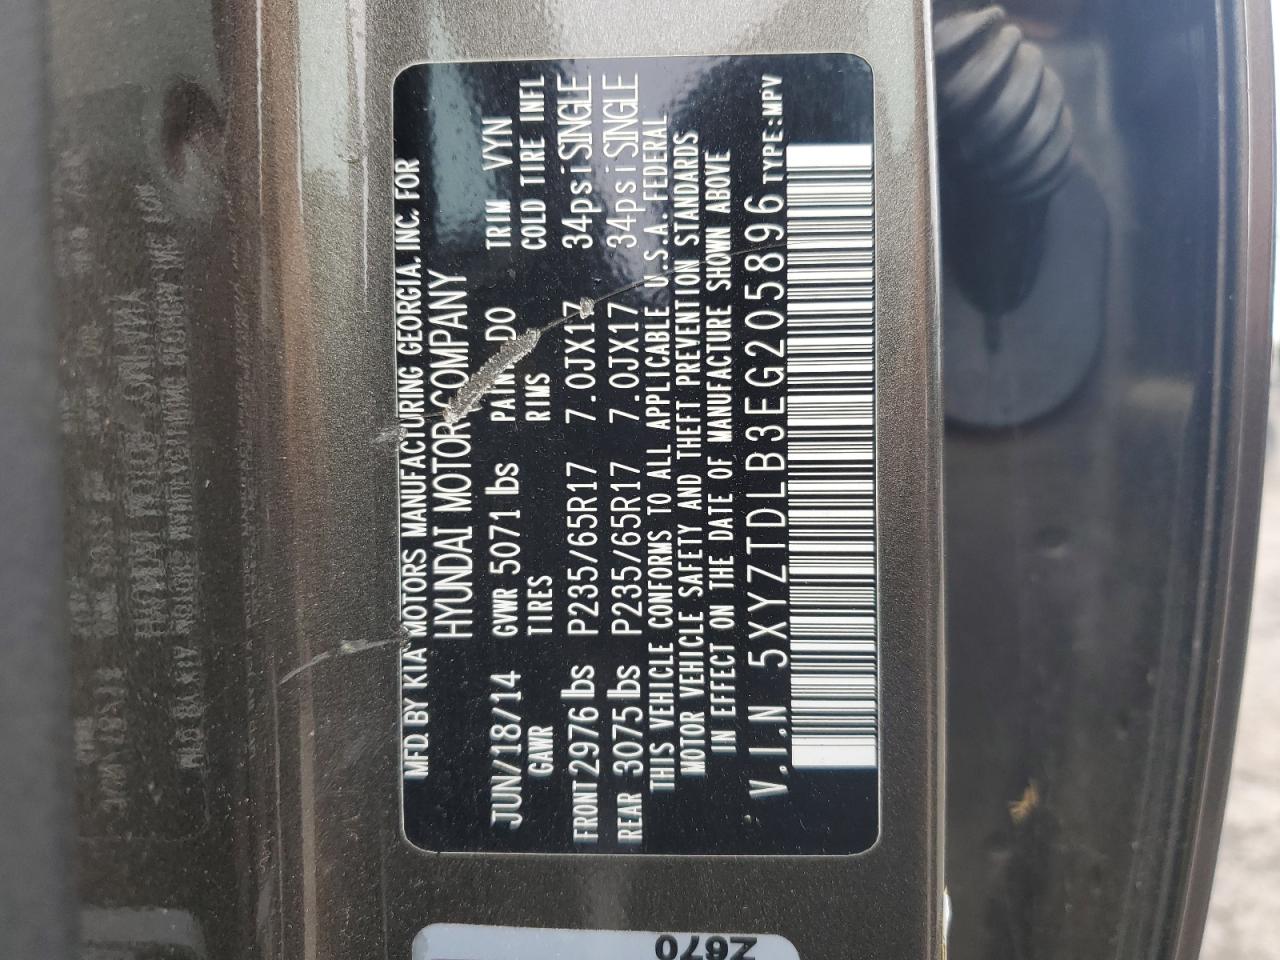 MFD BY KIA MOTORS MANUFACTURING GEORGIA. INC. FOR
HYUNDAI MOTOR COMPANY
JUN/18/14 GVWR 5071 lbs PAINT DO TRIM VYN
GAWR TIRES RIMS COLD TIRE INFL
FRONT 2976 lbs P235/65R17 7.0JX17 34psi SINGLE
REAR 3075 lbs P235/65R17 7.0JX17 34psi SINGLE
THIS VEHICLE CONFORMS TO ALL APPLICABLE U.S.A. FEDERAL
MOTOR VEHICLE SAFETY AND THEFT PREVENTION STANDARDS
IN EFFECT ON THE DATE OF MANUFACTURE SHOWN ABOVE
V.I.N 5XYZTDLB3EG205896 TYPE:MPV
Z670